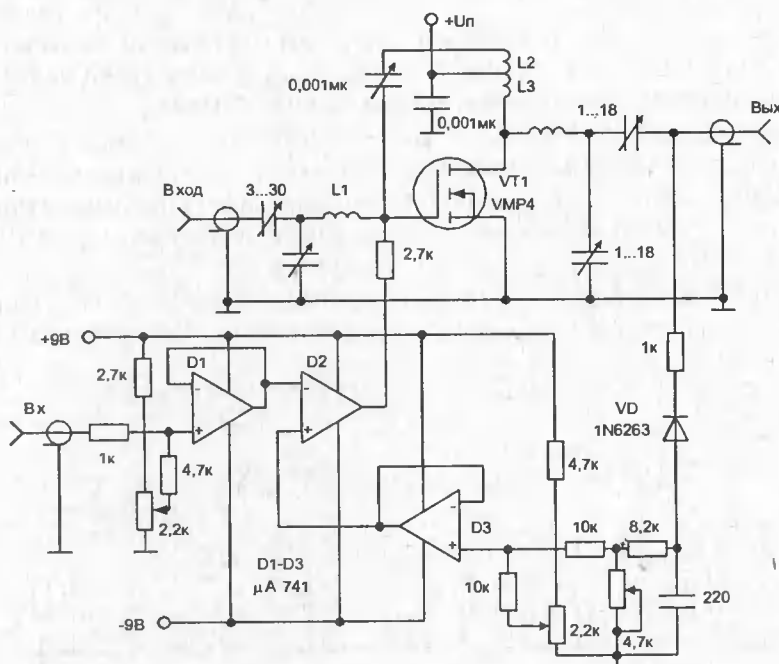 +Uп
0,001мк
L2
L3
0,001мк
1...18
Вых
Вход
3...30
L1
VT1
VMP4
2,7к
1...18
+9В
D1
D2
1к
2,7к
VD
1N6263
Вх
-
+
-
+
1к
4,7к
4,7к
2,2к
-
+
D3
10к
8,2к
D1-D3
μA 741
10к
2,2к
220
-9В
4,7к